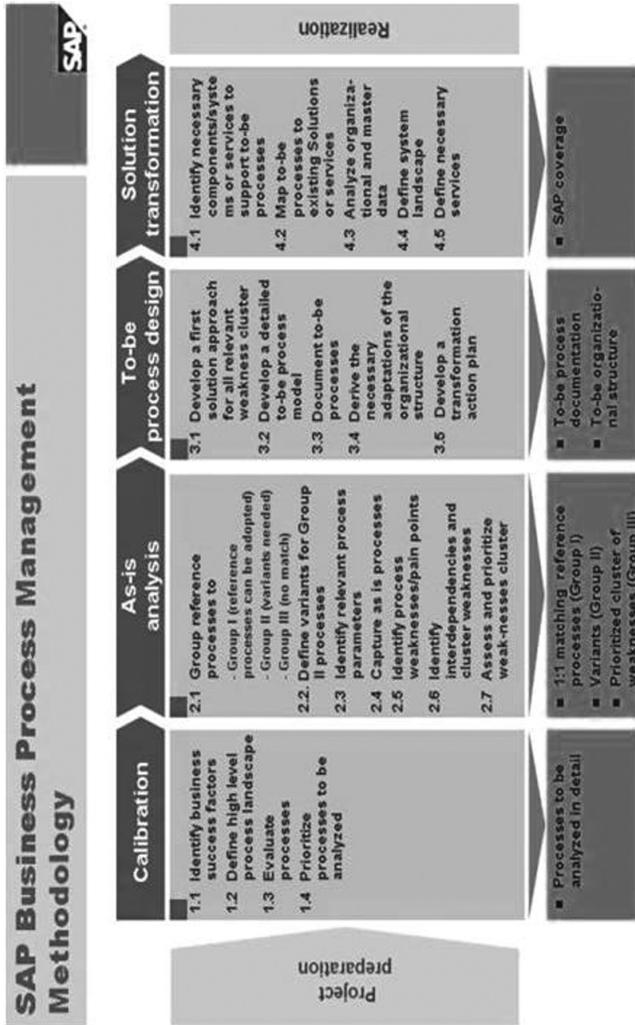 SAP Business Process Management
Methodology
SAP
Project
preparation
Calibration
1.1 Identify business
success factors
1.2 Define high level
process landscape
1.3 Evaluate
processes
1.4 Prioritize
processes to be
analyzed
■ Processes to be
analyzed in detail
As-is
analysis
2.1 Group reference
processes to
- Group I (reference
processes can be adopted)
- Group II (variants needed)
- Group III (no match)
2.2. Define variants for Group
II processes
2.3 Identify relevant process
parameters
2.4 Capture as is processes
2.5 Identify process
weaknesses/pain points
2.6 Identify
interdependencies and
cluster weaknesses
2.7 Assess and prioritize
weak-nesses cluster
■ 1:1 matching reference
processes (Group I)
■ Variants (Group II)
■ Prioritized cluster of
weaknesses (Group III)
To-be
process design
3.1 Develop a first
solution approach
for all relevant
weakness cluster
3.2 Develop a detailed
to-be process
model
3.3 Document to-be
processes
3.4 Derive the
necessary
adaptations of the
organizational
structure
3.5 Develop a
transformation
action plan
■ To-be process
documentation
■ To-be organizatio-
nal structure
Solution
transformation
4.1 Identify necessary
components/syste
ms or services to
support to-be
processes
4.2 Map to-be
processes to
existing Solutions
or services
4.3 Analyze organiza-
tional and master
data
4.4 Define system
landscape
4.5 Define necessary
services
■ SAP coverage
Realization